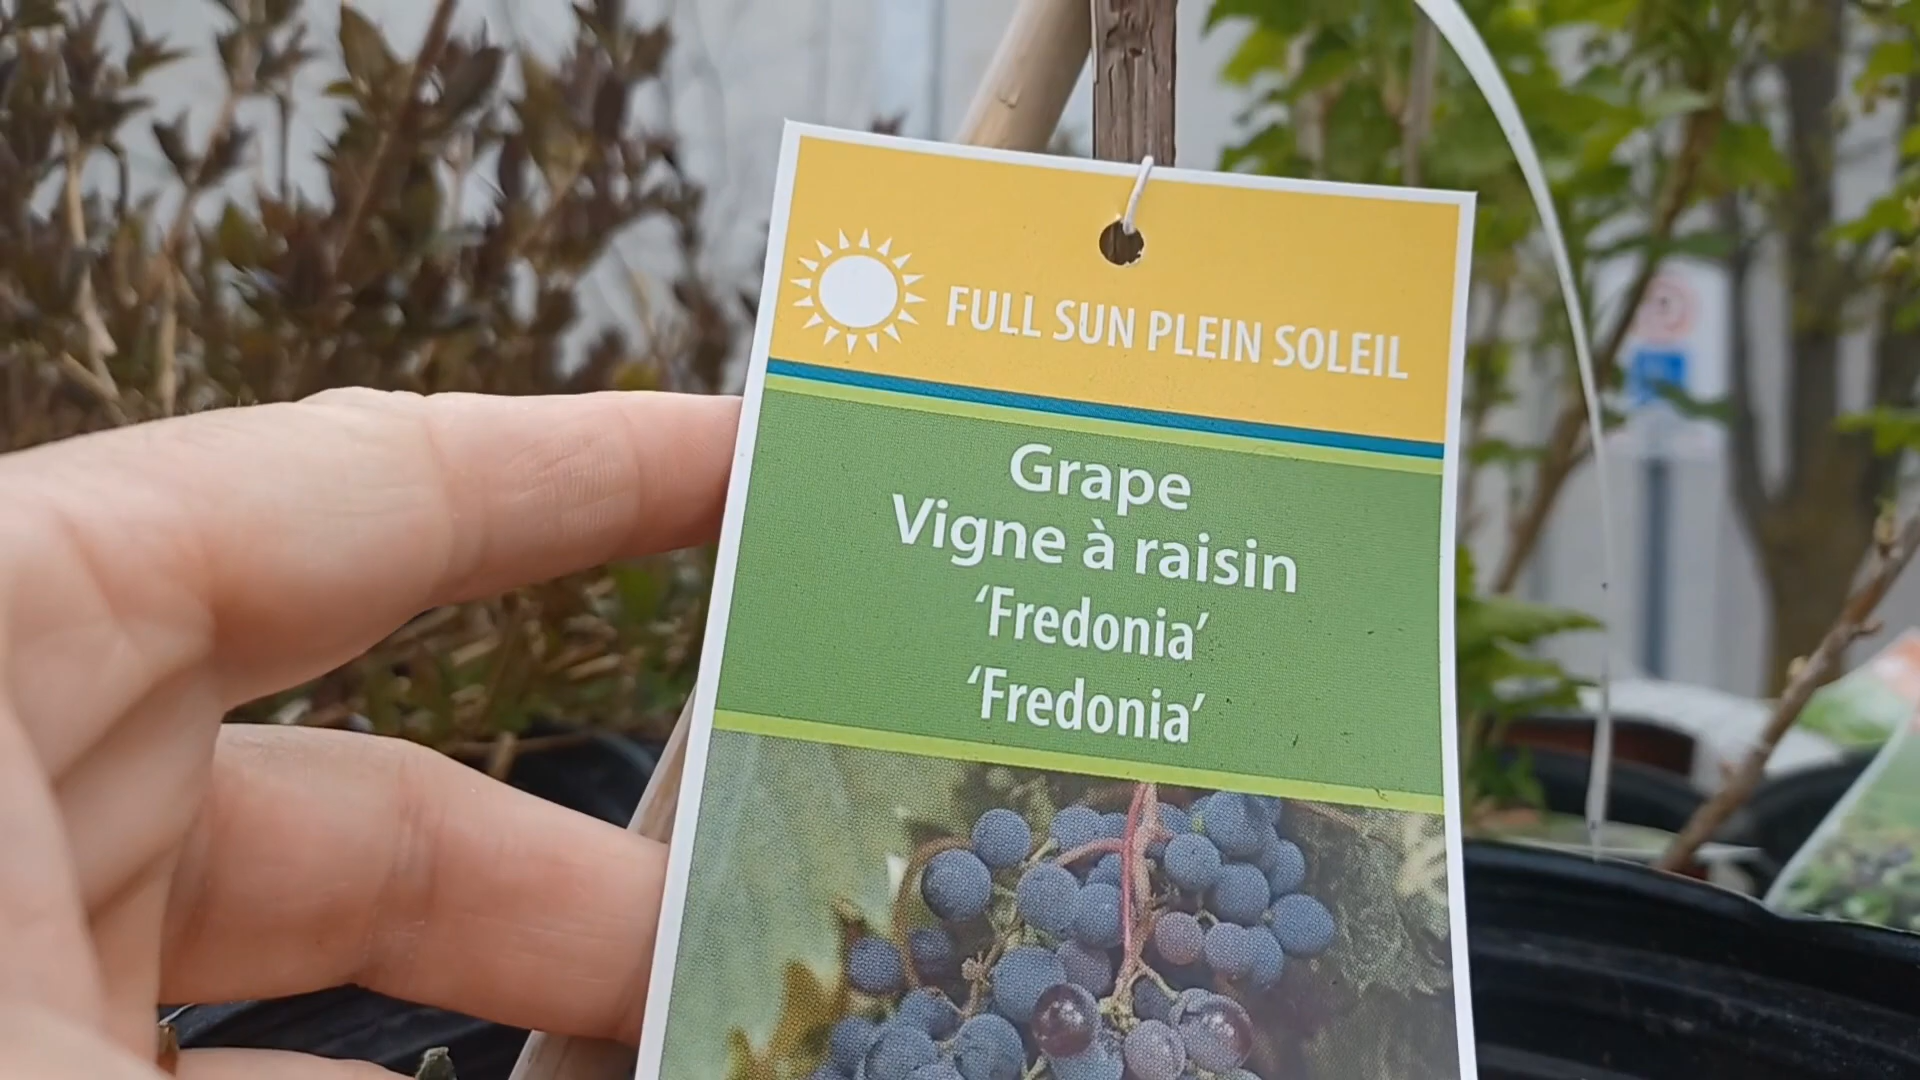 FULL SUN PLEIN SOLEIL
Grape
Vigne à raisin
‘Fredonia’
‘Fredonia’